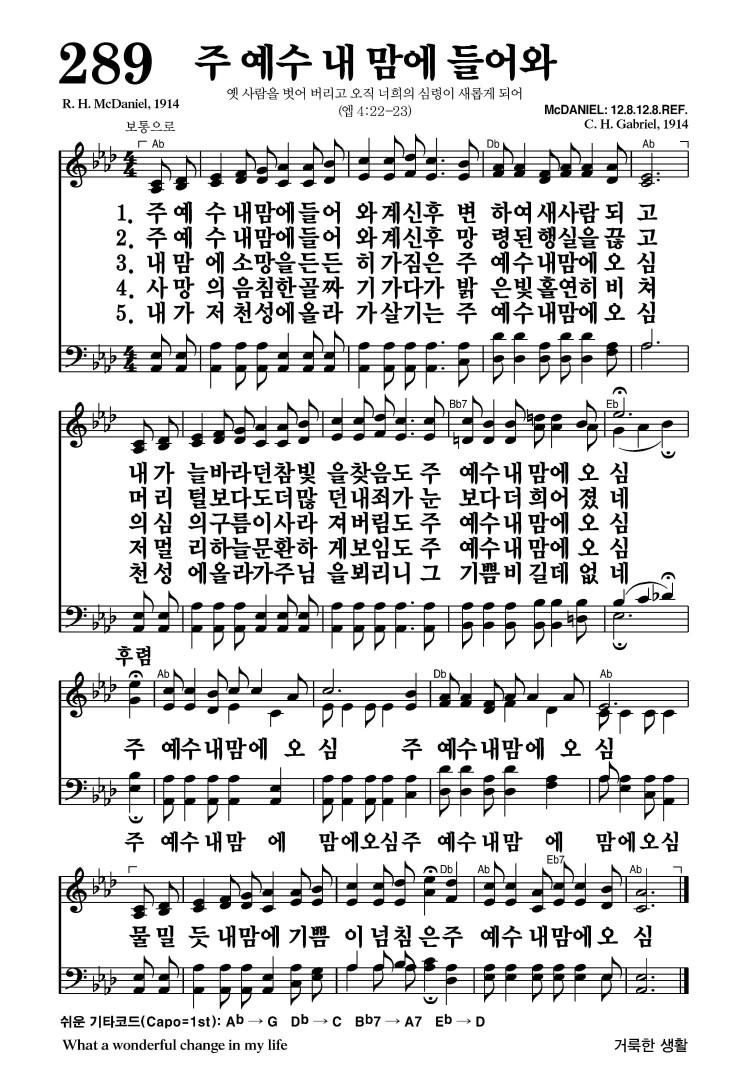 289 주 예수 내 맘에 들어와
옛 사람을 벗어 버리고 오직 너희의 심령이 새롭게 되어
R. H. McDaniel, 1914
(엡 4:22-23)
McDANIEL: 12.8.12.8.REF.
C. H. Gabriel, 1914
보통으로
Ab Db Ab
1. 주 예 수 내맘에들어 와계신후 변 하여새사람 되 고
2. 주 예 수 내맘에들어 와계신후 망 령된행실을 끊 고
3. 내 맘 에 소망을든든 히가짐은 주 예수내맘에 오 심
4. 사 망 의 음침한골짜 기가다가 밝 은빛홀연히 비 쳐
5. 내 가 저 천성에올라 가살기는 주 예수내맘에 오 심
Bb7 Eb
내 가 늘바라던참빛 을찾음도 주 예수내 맘에 오 심
머 리 털보다도더많 던내죄가 눈 보다더 희어 졌 네
의 심 의구름이사라 져버림도 주 예수내 맘에 오 심
저 멀 리하늘문환하 게보임도 주 예수내 맘에 오 심
천 성 에올라가주님 을뵈리니 그 기쁨비 길데 없 네
후렴
Ab Db Ab
주 예수내맘에 오 심 주 예수내맘에 오 심
주 예수내맘 에 맘에오심주 예수내맘 에 맘에오심
Db Ab Eb7 Ab
물 밀 듯 내맘에 기쁨 이넘침 은주 예수내맘에 오 심
쉬운 기타코드(Capo=1st): Ab → G Db → C Bb7 → A7 Eb → D
What a wonderful change in my life
거룩한 생활